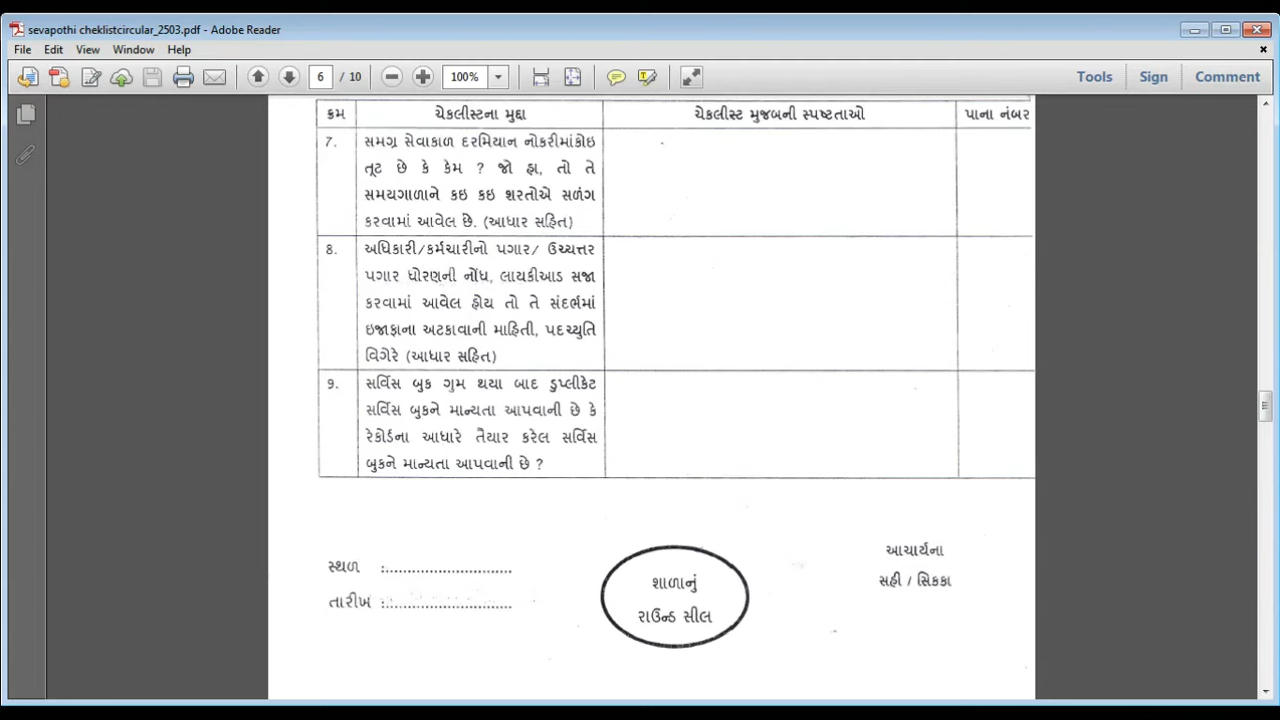 sevapothi cheklistcircular_2503.pdf - Adobe Reader
File Edit View Window Help
6 / 10 100% Tools Sign Comment
ક્રમ ચેકલીસ્ટના મુદ્દા ચેકલીસ્ટ મુજબની સ્પષ્ટતાઓ પાના નંબર
7. સમગ્ર સેવાકાળ દરમિયાન નોકરીમાંકોઇ
તૂટ છે કે કેમ ? જો હા, તો તે
સમયગાળાને કઇ કઇ શરતોએ સળંગ
કરવામાં આવેલ છે. (આધાર સહિત)
8. અધિકારી/કર્મચારીનો પગાર/ ઉચ્ચત્તર
પગાર ધોરણની નોંધ, લાયકીઆડ સજા
કરવામાં આવેલ હોય તો તે સંદર્ભમાં
ઇજાફાના અટકાવાની માહિતી, પદચ્યુતિ
વિગેરે (આધાર સહિત)
9. સર્વિસ બુક ગુમ થયા બાદ ડુપ્લીકેટ
સર્વિસ બુકને માન્યતા આપવાની છે કે
રેકોર્ડના આધારે તૈયાર કરેલ સર્વિસ
બુકને માન્યતા આપવાની છે ?
સ્થળ :..............................
તારીખ :..............................
શાળાનું
રાઉન્ડ સીલ
આચાર્યના
સહી / સિકકા